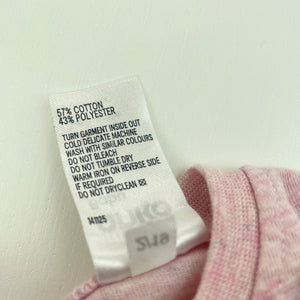 57% COTTON
43% POLYESTER
TURN GARMENT INSIDE OUT
COLD DELICATE MACHINE
WASH WITH SIMILAR COLOURS
DO NOT BLEACH
DO NOT TUMBLE DRY
WARM IRON ON REVERSE SIDE
IF REQUIRED
DO NOT DRYCLEAN
141125